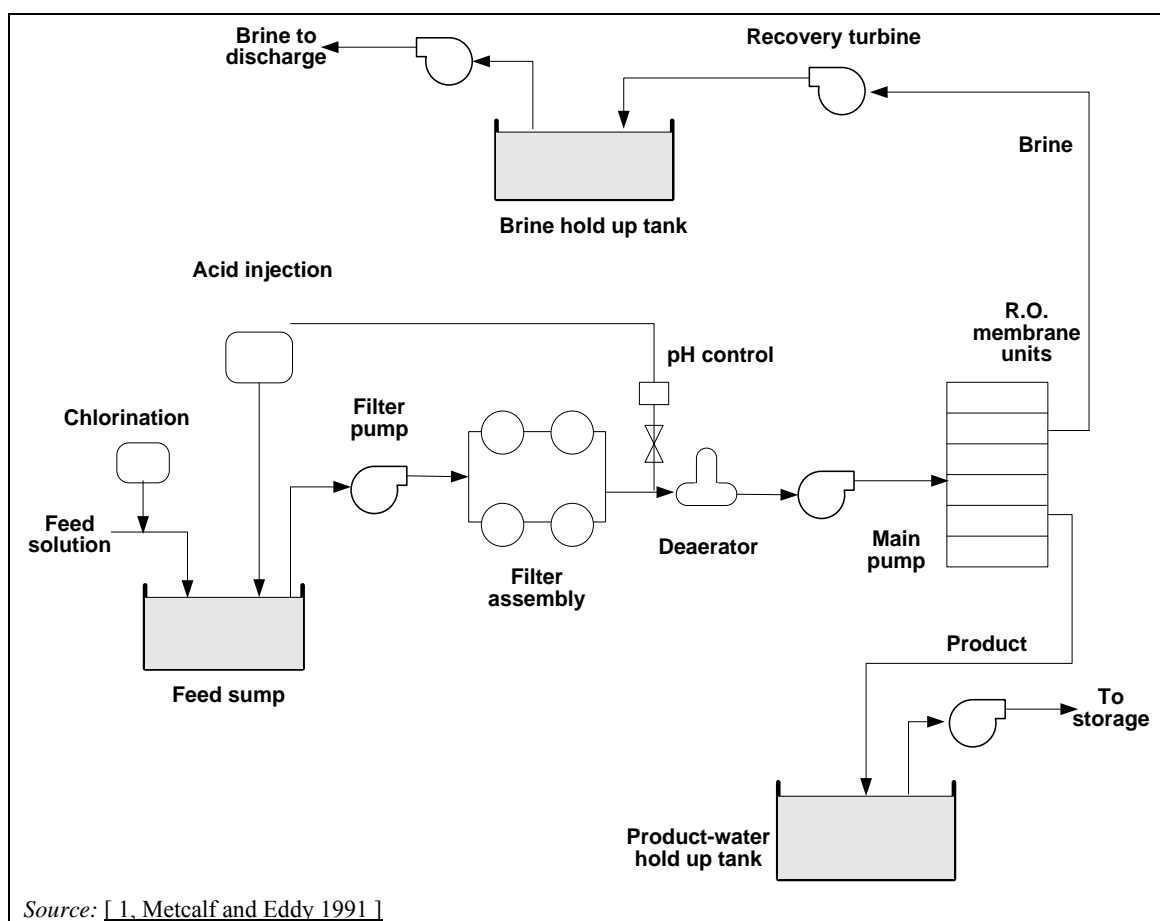 Brine to
discharge
Recovery turbine
Brine
Brine hold up tank
Acid injection
R.O.
membrane
units
pH control
Chlorination
Filter
pump
Feed
solution
Deaerator
Main
pump
Filter
assembly
Feed sump
Product
To
storage
Product-water
hold up tank
Source: [ 1, Metcalf and Eddy 1991 ]